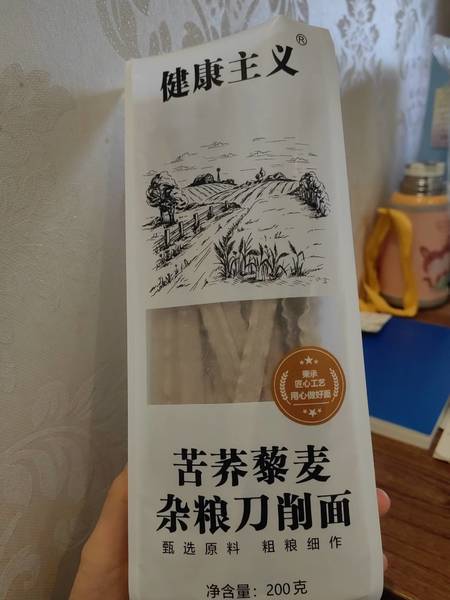 健康主义®
秉承
匠心工艺
用心做好面
苦荞藜麦
杂粮刀削面
甄选原料 粗粮细作
净含量：200克